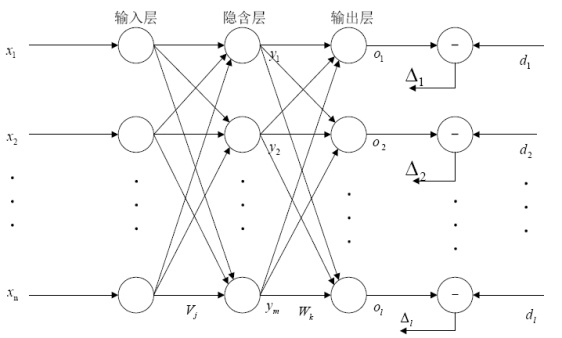 输入层 隐含层 输出层
x1 y1 o1 − d1
Δ1
x2 y2 o2 − d2
Δ2
xn Vj ym Wk ol − dl
Δl